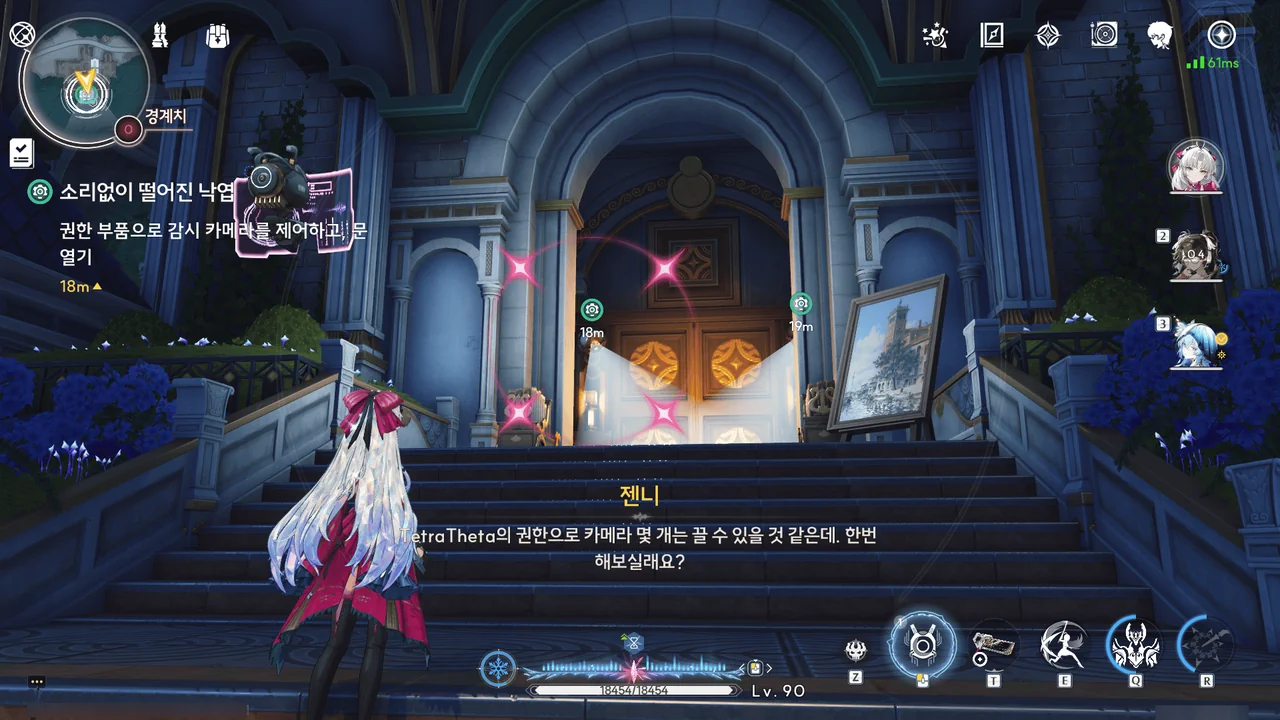 61ms
0
경계치
소리없이 떨어진 낙엽
권한 부품으로 감시 카메라를 제어하고, 문
열기
18m
18m
19m
2
1.0.4
3
젠니
TetraTheta의 권한으로 카메라 몇 개는 끌 수 있을 것 같은데. 한번
해보실래요?
Z
T
E
Q
R
18454/18454
Lv. 90